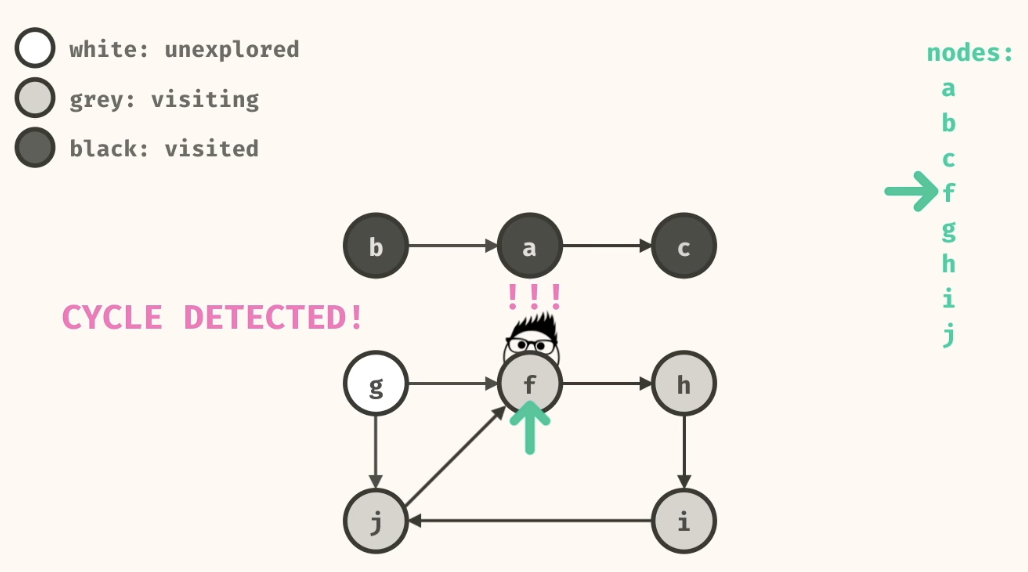 white: unexplored
grey: visiting
black: visited
nodes:
a
b
c
f
g
h
i
j
b
a
c
!!!
CYCLE DETECTED!
g
f
h
j
i